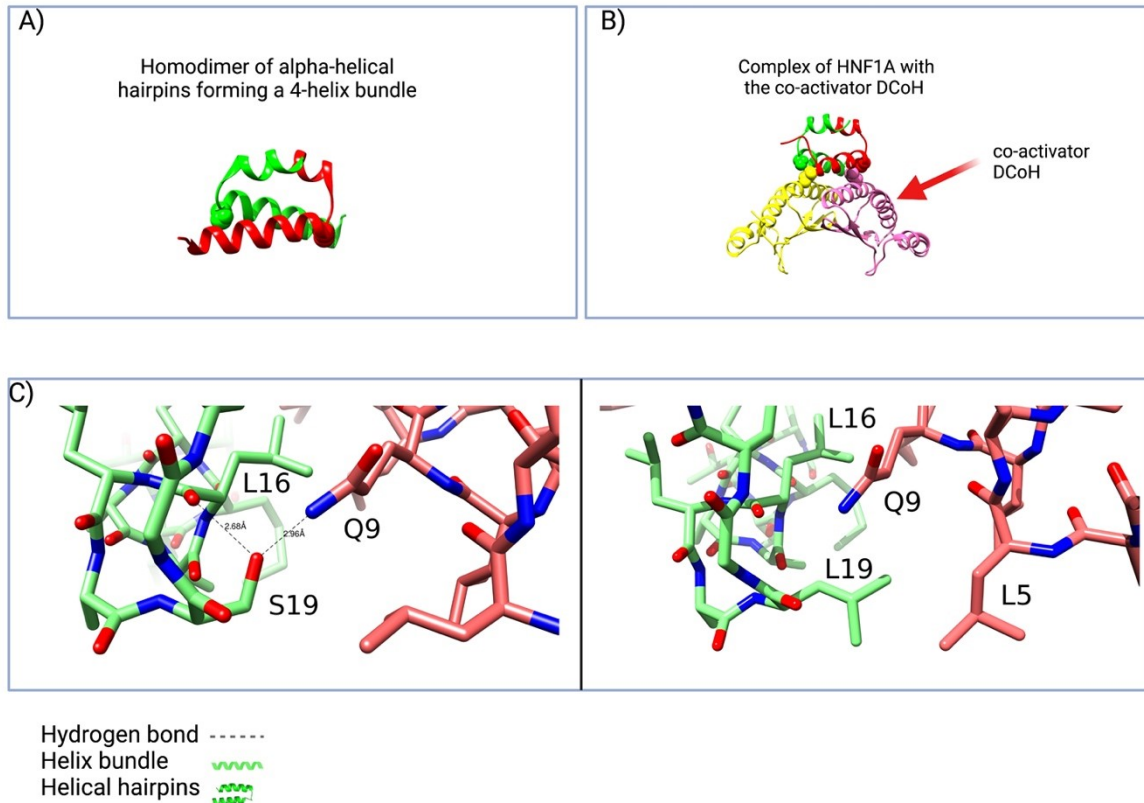 A)
Homodimer of alpha-helical
hairpins forming a 4-helix bundle
B)
Complex of HNF1A with
the co-activator DCoH
co-activator
DCoH
C)
L16
2.68Å
2.96Å
Q9
S19
L16
Q9
L19
L5
Hydrogen bond
Helix bundle
Helical hairpins